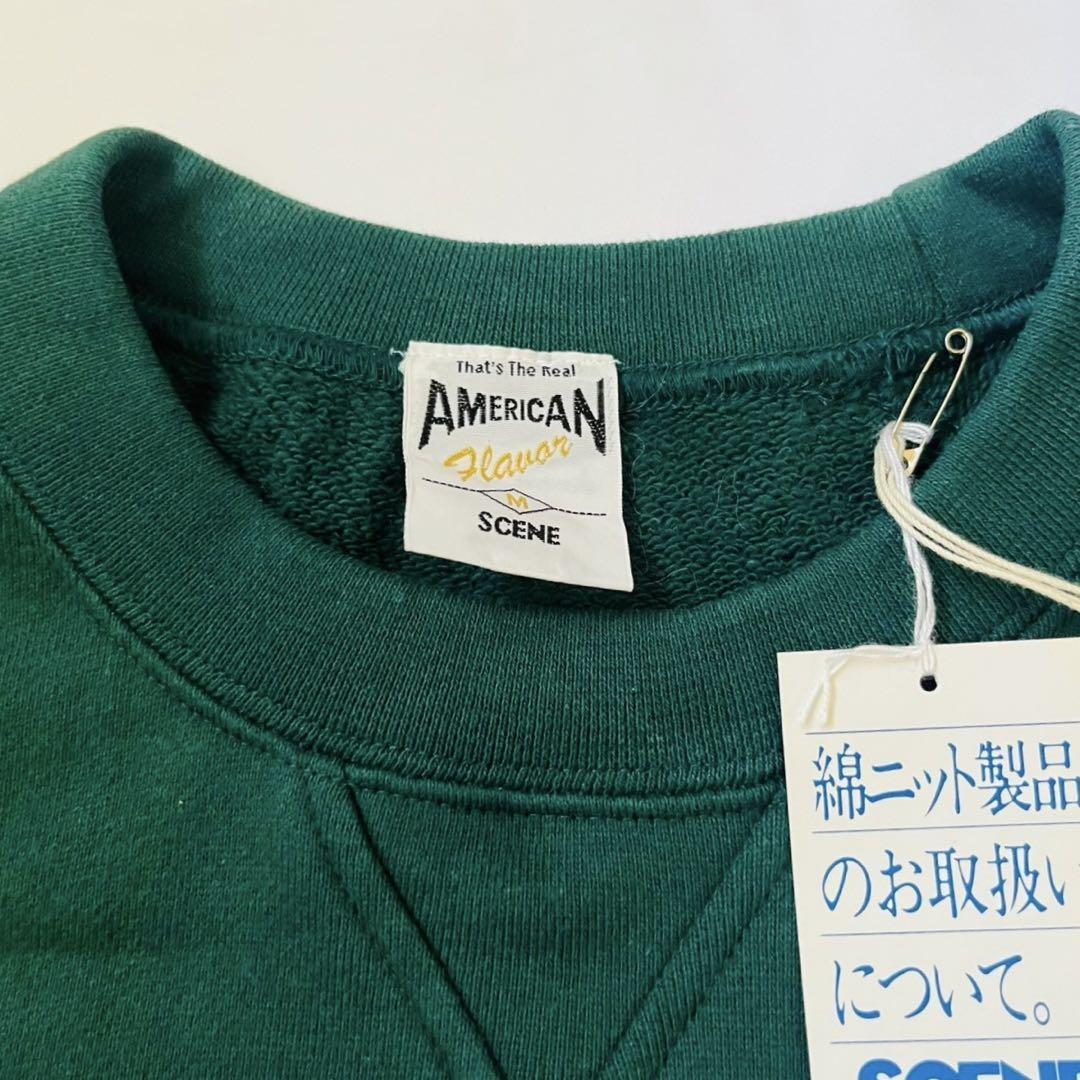 That's The Real
AMERICAN
Flavor
M
SCENE
綿ニット製品
のお取扱い
について。
SCENE